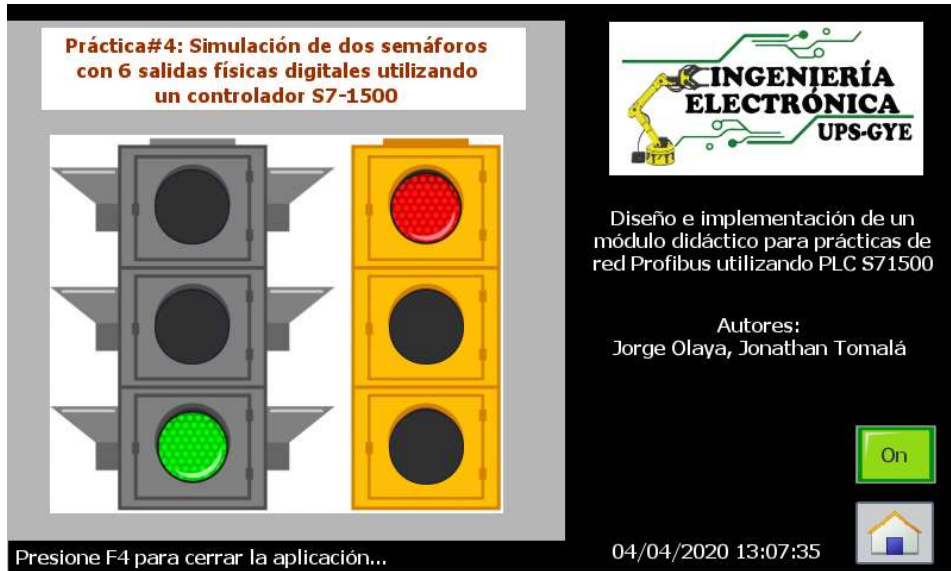 Práctica#4: Simulación de dos semáforos
con 6 salidas físicas digitales utilizando
un controlador S7-1500
INGENIERÍA
ELECTRÓNICA
UPS-GYE
Diseño e implementación de un
módulo didáctico para prácticas de
red Profibus utilizando PLC S71500
Autores:
Jorge Olaya, Jonathan Tomalá
On
Presione F4 para cerrar la aplicación...
04/04/2020 13:07:35